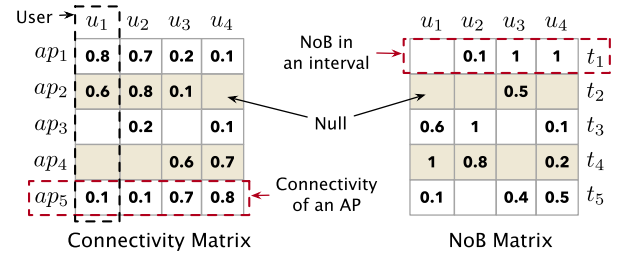 User
u1 u2 u3 u4
ap1 0.8 0.7 0.2 0.1
ap2 0.6 0.8 0.1
ap3 0.2 0.1
ap4 0.6 0.7
ap5 0.1 0.1 0.7 0.8
Connectivity Matrix
NoB in
an interval
Null
Connectivity
of an AP
u1 u2 u3 u4
0.1 1 1 t1
0.5 t2
0.6 1 0.1 t3
1 0.8 0.2 t4
0.1 0.4 0.5 t5
NoB Matrix